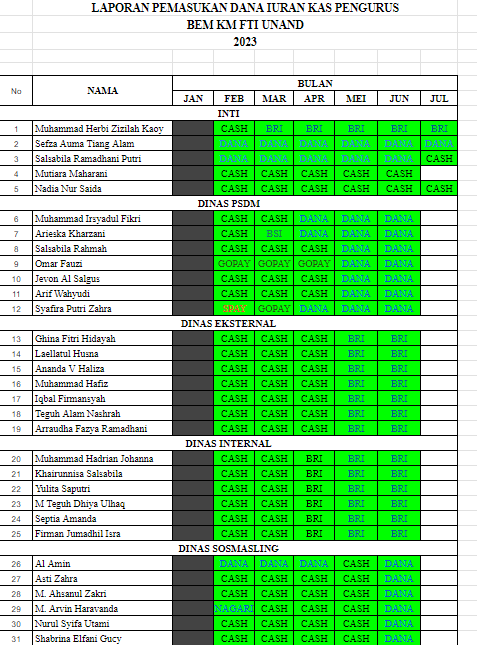 LAPORAN PEMASUKAN DANA IURAN KAS PENGURUS
BEM KM FTI UNAND
2023
No NAMA BULAN
JAN FEB MAR APR MEI JUN JUL
INTI
1 Muhammad Herbi Zizilah Kaoy CASH BRI BRI BRI BRI BRI
2 Sefza Auma Tiang Alam DANA DANA DANA DANA DANA DANA
3 Salsabila Ramadhani Putri DANA DANA DANA DANA DANA CASH
4 Mutiara Maharani CASH CASH CASH CASH CASH
5 Nadia Nur Saida CASH CASH CASH CASH CASH CASH
DINAS PSDM
6 Muhammad Irsyadul Fikri CASH CASH DANA DANA DANA
7 Arieska Kharzani CASH BSI DANA DANA DANA
8 Salsabila Rahmah CASH CASH CASH DANA DANA
9 Omar Fauzi GOPAY GOPAY GOPAY DANA DANA
10 Jevon Al Salgus CASH CASH CASH DANA DANA
11 Arif Wahyudi CASH CASH CASH DANA DANA
12 Syafira Putri Zahra SPAY GOPAY DANA DANA DANA
DINAS EKSTERNAL
13 Ghina Fitri Hidayah CASH CASH CASH BRI BRI
14 Laellatul Husna CASH CASH CASH BRI BRI
15 Ananda V Haliza CASH CASH CASH BRI BRI
16 Muhammad Hafiz CASH CASH CASH BRI BRI
17 Iqbal Firmansyah CASH CASH CASH BRI BRI
18 Teguh Alam Nashrah CASH CASH CASH BRI BRI
19 Arraudha Fazya Ramadhani CASH CASH CASH BRI BRI
DINAS INTERNAL
20 Muhammad Hadrian Johanna CASH CASH BRI BRI BRI
21 Khairunnisa Salsabila CASH CASH BRI BRI BRI
22 Yulita Saputri CASH CASH BRI BRI BRI
23 M Teguh Dhiya Ulhaq CASH CASH BRI BRI BRI
24 Septia Amanda CASH CASH BRI BRI BRI
25 Firman Jumadhil Isra CASH CASH BRI BRI BRI
DINAS SOSMASLING
26 Al Amin DANA DANA DANA CASH DANA
27 Asti Zahra CASH CASH CASH CASH DANA
28 M. Ahsanul Zakri CASH CASH CASH CASH DANA
29 M. Arvin Haravanda NAGARI CASH CASH CASH DANA
30 Nurul Syifa Utami CASH CASH CASH CASH DANA
31 Shabrina Elfani Gucy CASH CASH CASH CASH DANA